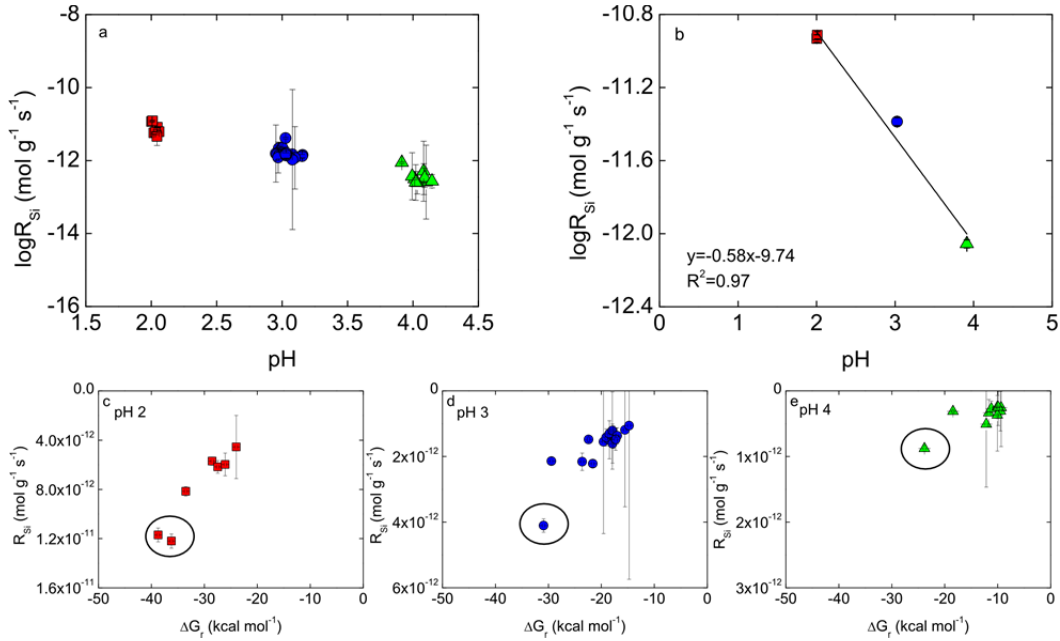 a
logR_Si (mol g⁻¹ s⁻¹)
-8
-10
-12
-14
-16
1.5 2.0 2.5 3.0 3.5 4.0 4.5
pH
b
logR_Si (mol g⁻¹ s⁻¹)
-10.8
-11.2
-11.6
-12.0
-12.4
y=-0.58x-9.74
R²=0.97
0 1 2 3 4 5
pH
c
pH 2
R_Si (mol g⁻¹ s⁻¹)
0.0
4.0x10⁻¹²
8.0x10⁻¹²
1.2x10⁻¹¹
1.6x10⁻¹¹
-50 -40 -30 -20 -10 0
ΔG_r (kcal mol⁻¹)
d
pH 3
R_Si (mol g⁻¹ s⁻¹)
0
2x10⁻¹²
4x10⁻¹²
6x10⁻¹²
-50 -40 -30 -20 -10 0
ΔG_r (kcal mol⁻¹)
e
pH 4
R_Si (mol g⁻¹ s⁻¹)
0
1x10⁻¹²
2x10⁻¹²
3x10⁻¹²
-50 -40 -30 -20 -10 0
ΔG_r (kcal mol⁻¹)